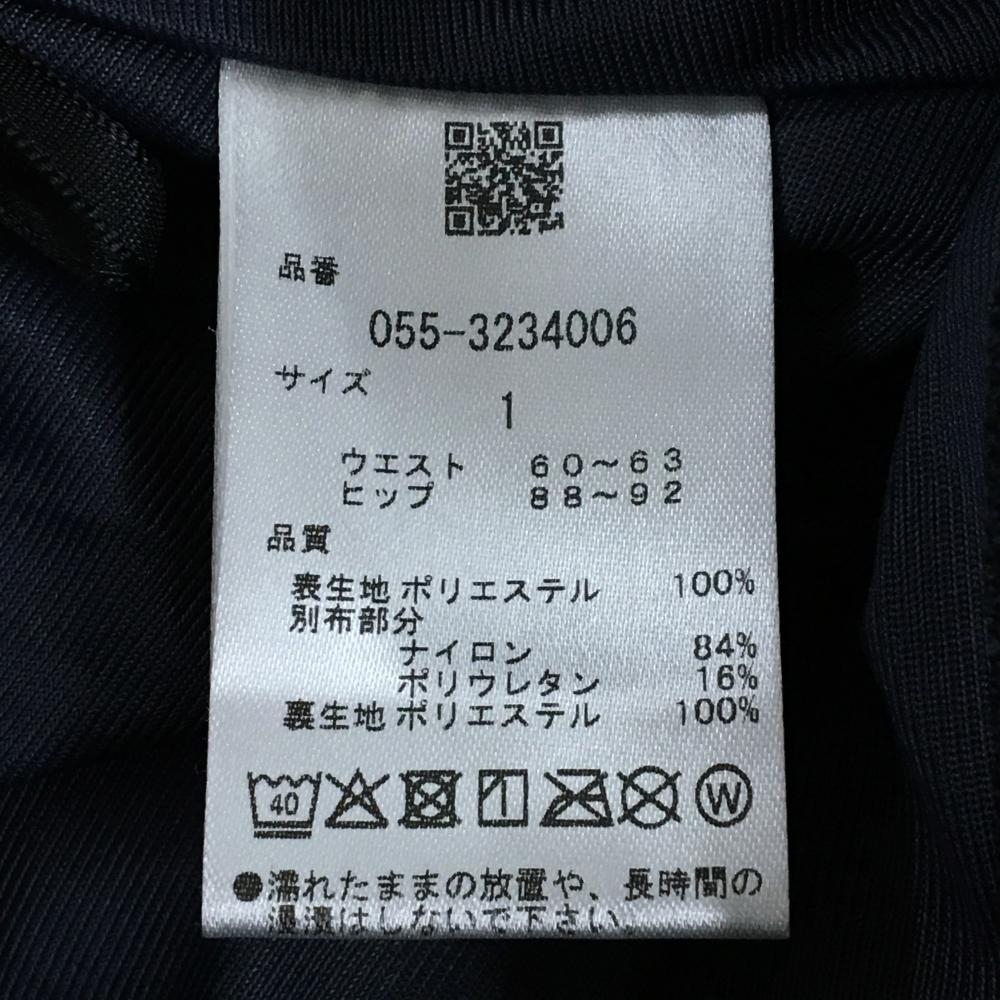 品番
055-3234006
サイズ
1
ウエスト 60～63
ヒップ 88～92
品質
表生地 ポリエステル 100%
別布部分
ナイロン 84%
ポリウレタン 16%
裏生地 ポリエステル 100%
40 W
●濡れたままの放置や、長時間の
浸漬はしないで下さい。